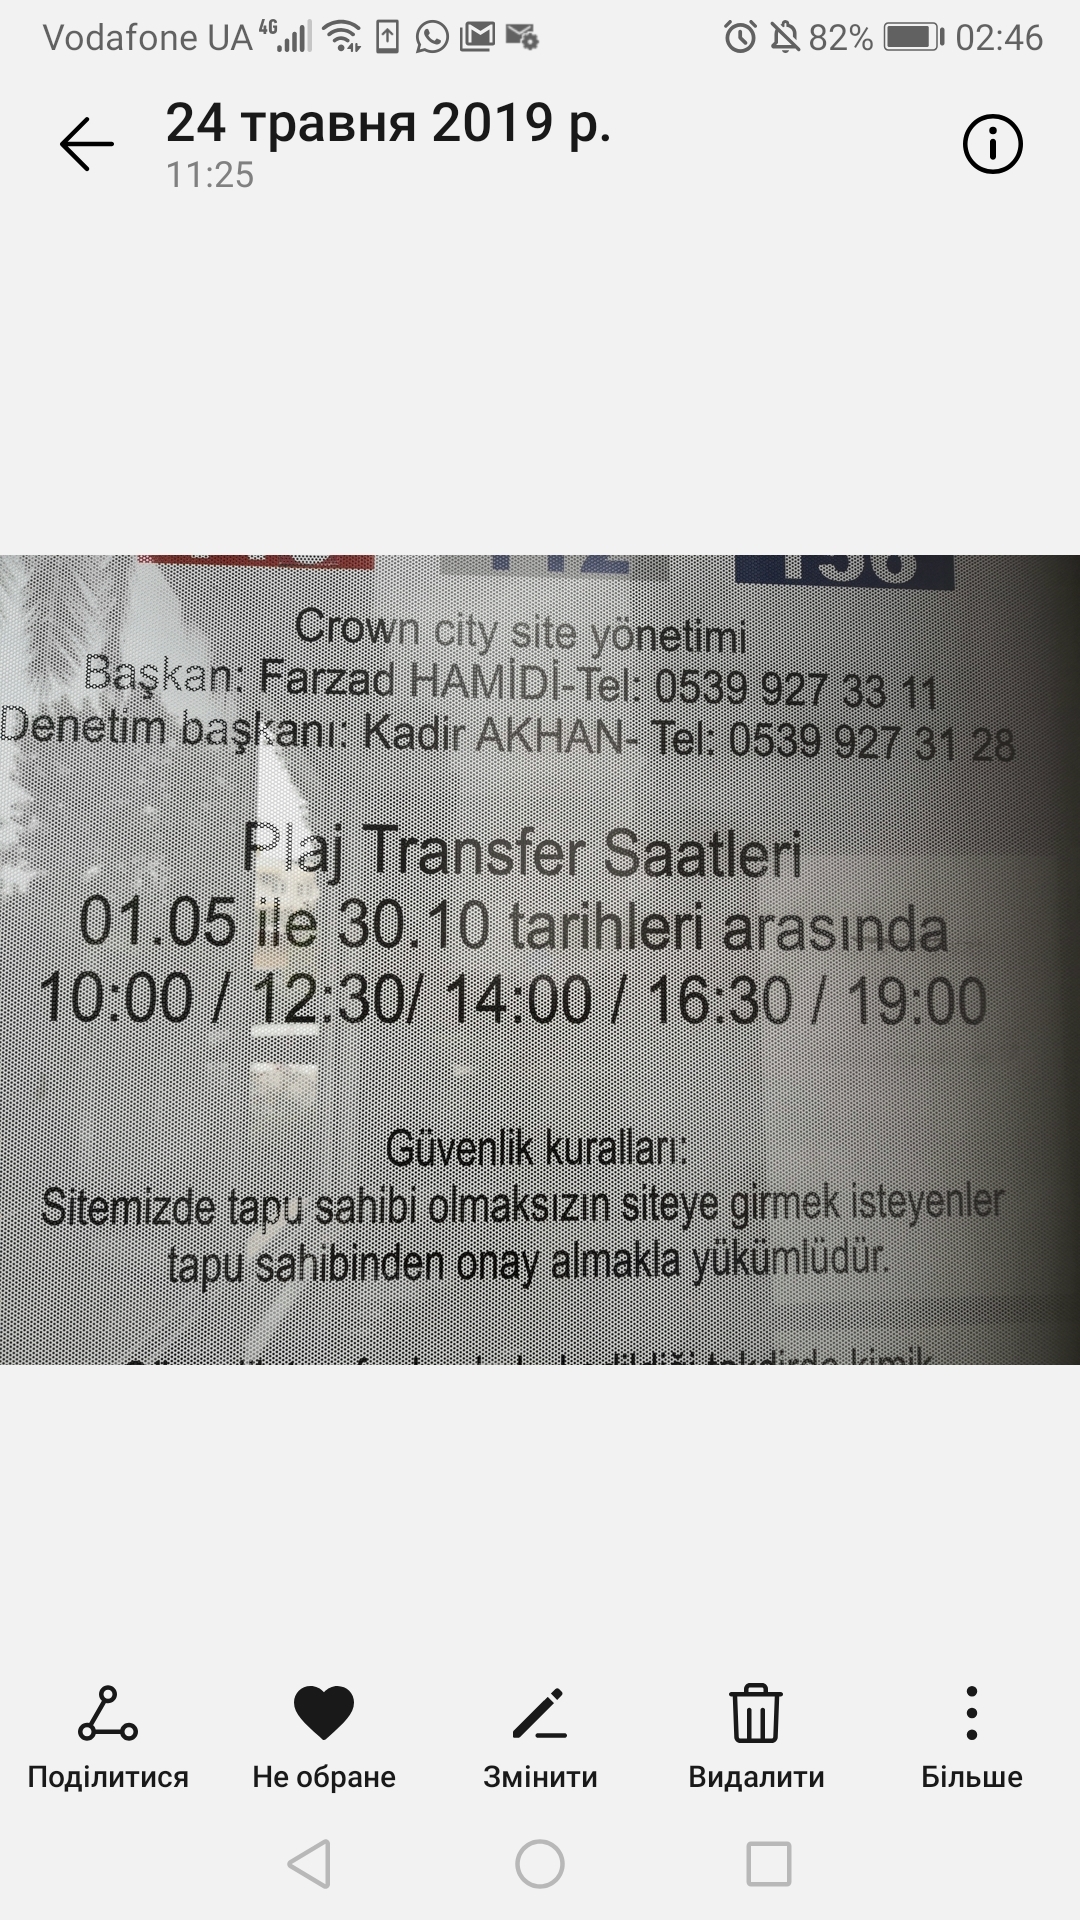 Vodafone UA 4G 82% 02:46
24 травня 2019 р.
11:25
112
Crown city site yönetimi
Başkan: Farzad HAMİDİ-Tel: 0539 927 33 11
Denetim başkanı: Kadir AKHAN- Tel: 0539 927 31 28
Plaj Transfer Saatleri
01.05 ile 30.10 tarihleri arasında
10:00 / 12:30/ 14:00 / 16:30 / 19:00
Güvenlik kuralları:
Sitemizde tapu sahibi olmaksızın siteye girmek isteyenler
tapu sahibinden onay almakla yükümlüdür.
Поділитися
Не обране
Змінити
Видалити
Більше